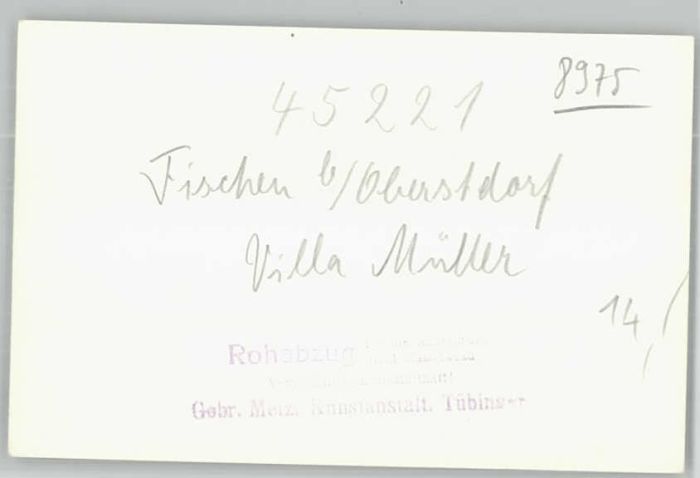 8975
45221
Fischen b/Oberstdorf
Villa Müller
14,
Rohabzug
Gebr. Metz, Kunstanstalt, Tübingen